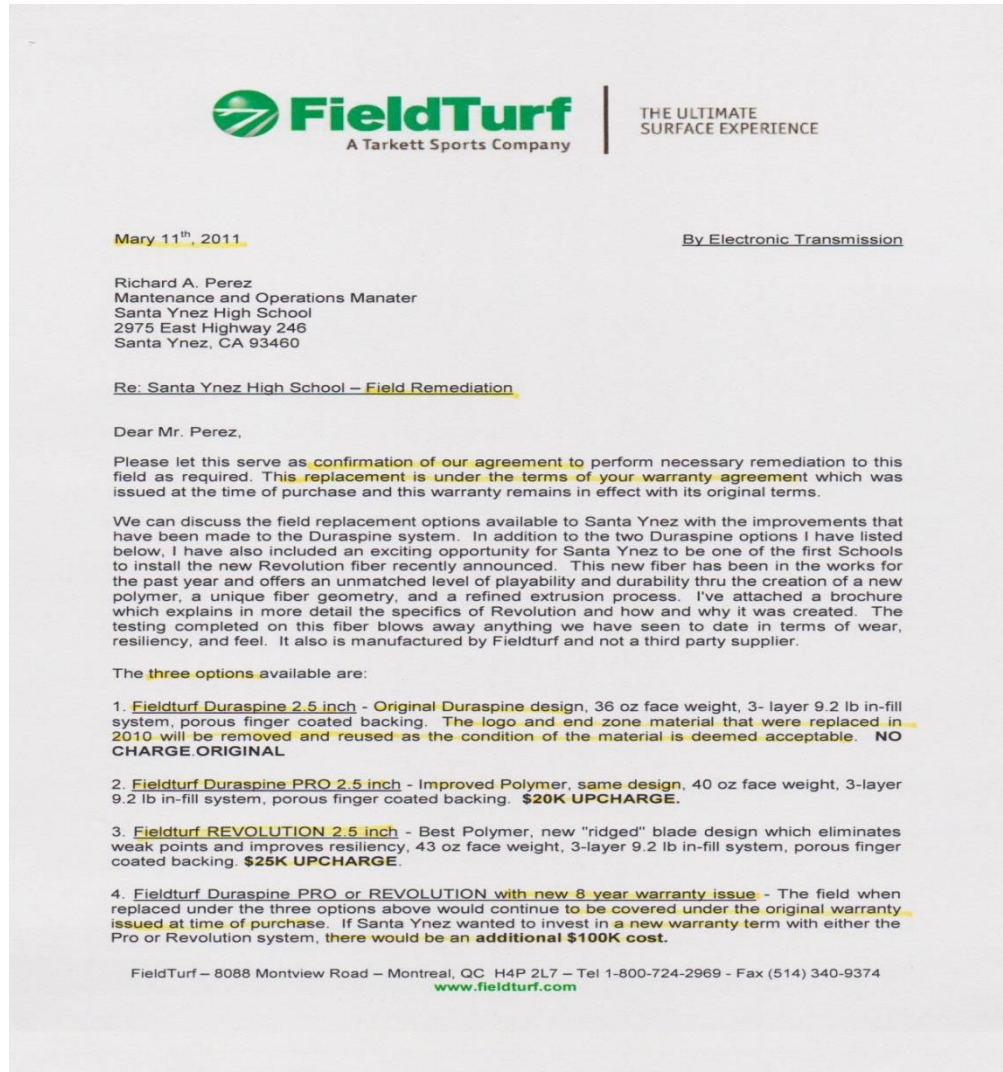 FieldTurf
A Tarkett Sports Company
THE ULTIMATE
SURFACE EXPERIENCE
Mary 11th, 2011
By Electronic Transmission
Richard A. Perez
Mantenance and Operations Manater
Santa Ynez High School
2975 East Highway 246
Santa Ynez, CA 93460
Re: Santa Ynez High School – Field Remediation
Dear Mr. Perez,
Please let this serve as confirmation of our agreement to perform necessary remediation to this
field as required. This replacement is under the terms of your warranty agreement which was
issued at the time of purchase and this warranty remains in effect with its original terms.
We can discuss the field replacement options available to Santa Ynez with the improvements that
have been made to the Duraspine system. In addition to the two Duraspine options I have listed
below, I have also included an exciting opportunity for Santa Ynez to be one of the first Schools
to install the new Revolution fiber recently announced. This new fiber has been in the works for
the past year and offers an unmatched level of playability and durability thru the creation of a new
polymer, a unique fiber geometry, and a refined extrusion process. I've attached a brochure
which explains in more detail the specifics of Revolution and how and why it was created. The
testing completed on this fiber blows away anything we have seen to date in terms of wear,
resiliency, and feel. It also is manufactured by Fieldturf and not a third party supplier.
The three options available are:
1. Fieldturf Duraspine 2.5 inch - Original Duraspine design, 36 oz face weight, 3- layer 9.2 lb in-fill
system, porous finger coated backing. The logo and end zone material that were replaced in
2010 will be removed and reused as the condition of the material is deemed acceptable. NO
CHARGE.ORIGINAL
2. Fieldturf Duraspine PRO 2.5 inch - Improved Polymer, same design, 40 oz face weight, 3-layer
9.2 lb in-fill system, porous finger coated backing. $20K UPCHARGE.
3. Fieldturf REVOLUTION 2.5 inch - Best Polymer, new "ridged" blade design which eliminates
weak points and improves resiliency, 43 oz face weight, 3-layer 9.2 lb in-fill system, porous finger
coated backing. $25K UPCHARGE.
4. Fieldturf Duraspine PRO or REVOLUTION with new 8 year warranty issue - The field when
replaced under the three options above would continue to be covered under the original warranty
issued at time of purchase. If Santa Ynez wanted to invest in a new warranty term with either the
Pro or Revolution system, there would be an additional $100K cost.
FieldTurf – 8088 Montview Road – Montreal, QC H4P 2L7 – Tel 1-800-724-2969 - Fax (514) 340-9374
www.fieldturf.com